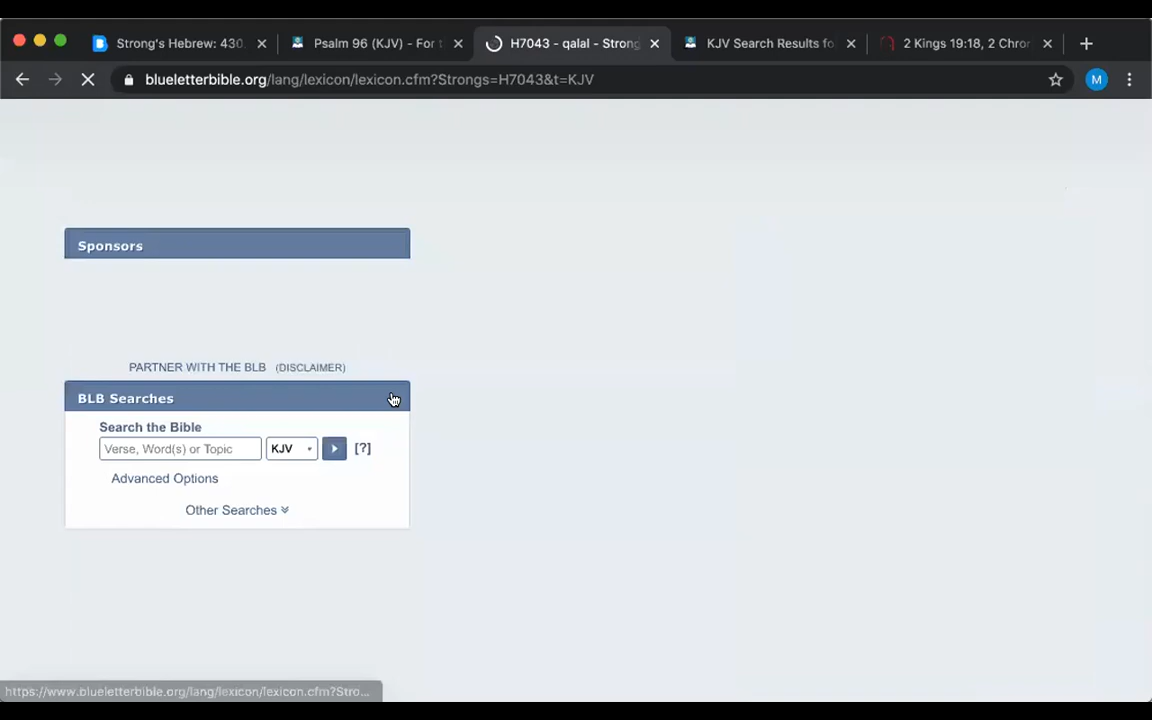 Strong's Hebrew: 430.
Psalm 96 (KJV) - For t
H7043 - qalal - Strong
KJV Search Results fo
2 Kings 19:18, 2 Chror
blueletterbible.org/lang/lexicon/lexicon.cfm?Strongs=H7043&t=KJV
M
Sponsors
PARTNER WITH THE BLB (DISCLAIMER)
BLB Searches
Search the Bible
Verse, Word(s) or Topic KJV [?]
Advanced Options
Other Searches
https://www.blueletterbible.org/lang/lexicon/lexicon.cfm?Stro...